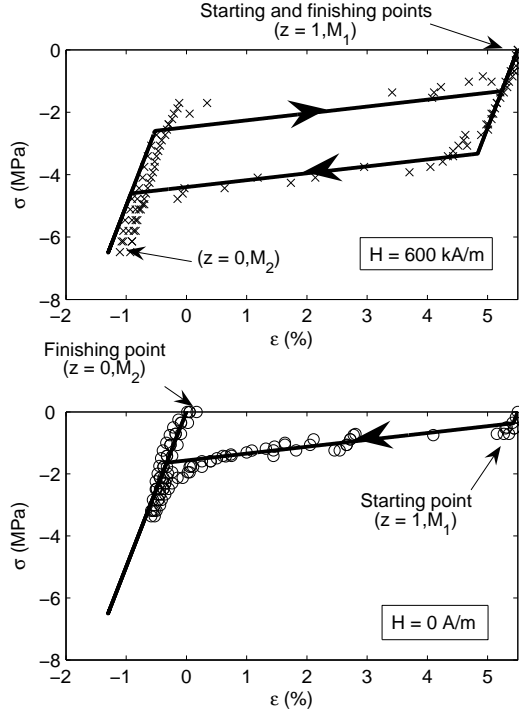 Starting and finishing points
(z = 1,M1)
0
−2
−4
−6
−8
σ (MPa)
(z = 0,M2)
H = 600 kA/m
−2 −1 0 1 2 3 4 5
ε (%)
Finishing point
(z = 0,M2)
0
−2
−4
−6
−8
σ (MPa)
Starting point
(z = 1,M1)
H = 0 A/m
−2 −1 0 1 2 3 4 5
ε (%)